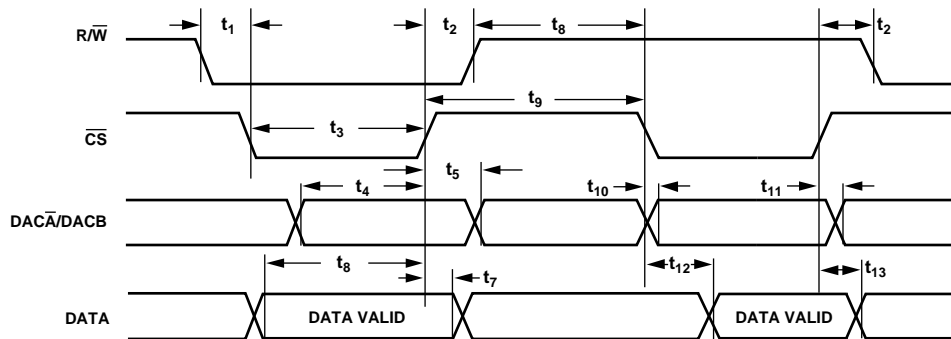 t1 t2 t8 t2
R/W̅
t9
t3
C̅S̅
t5
t4 t10 t11
DACA̅/DACB
t8 t7 t12 t13
DATA DATA VALID DATA VALID